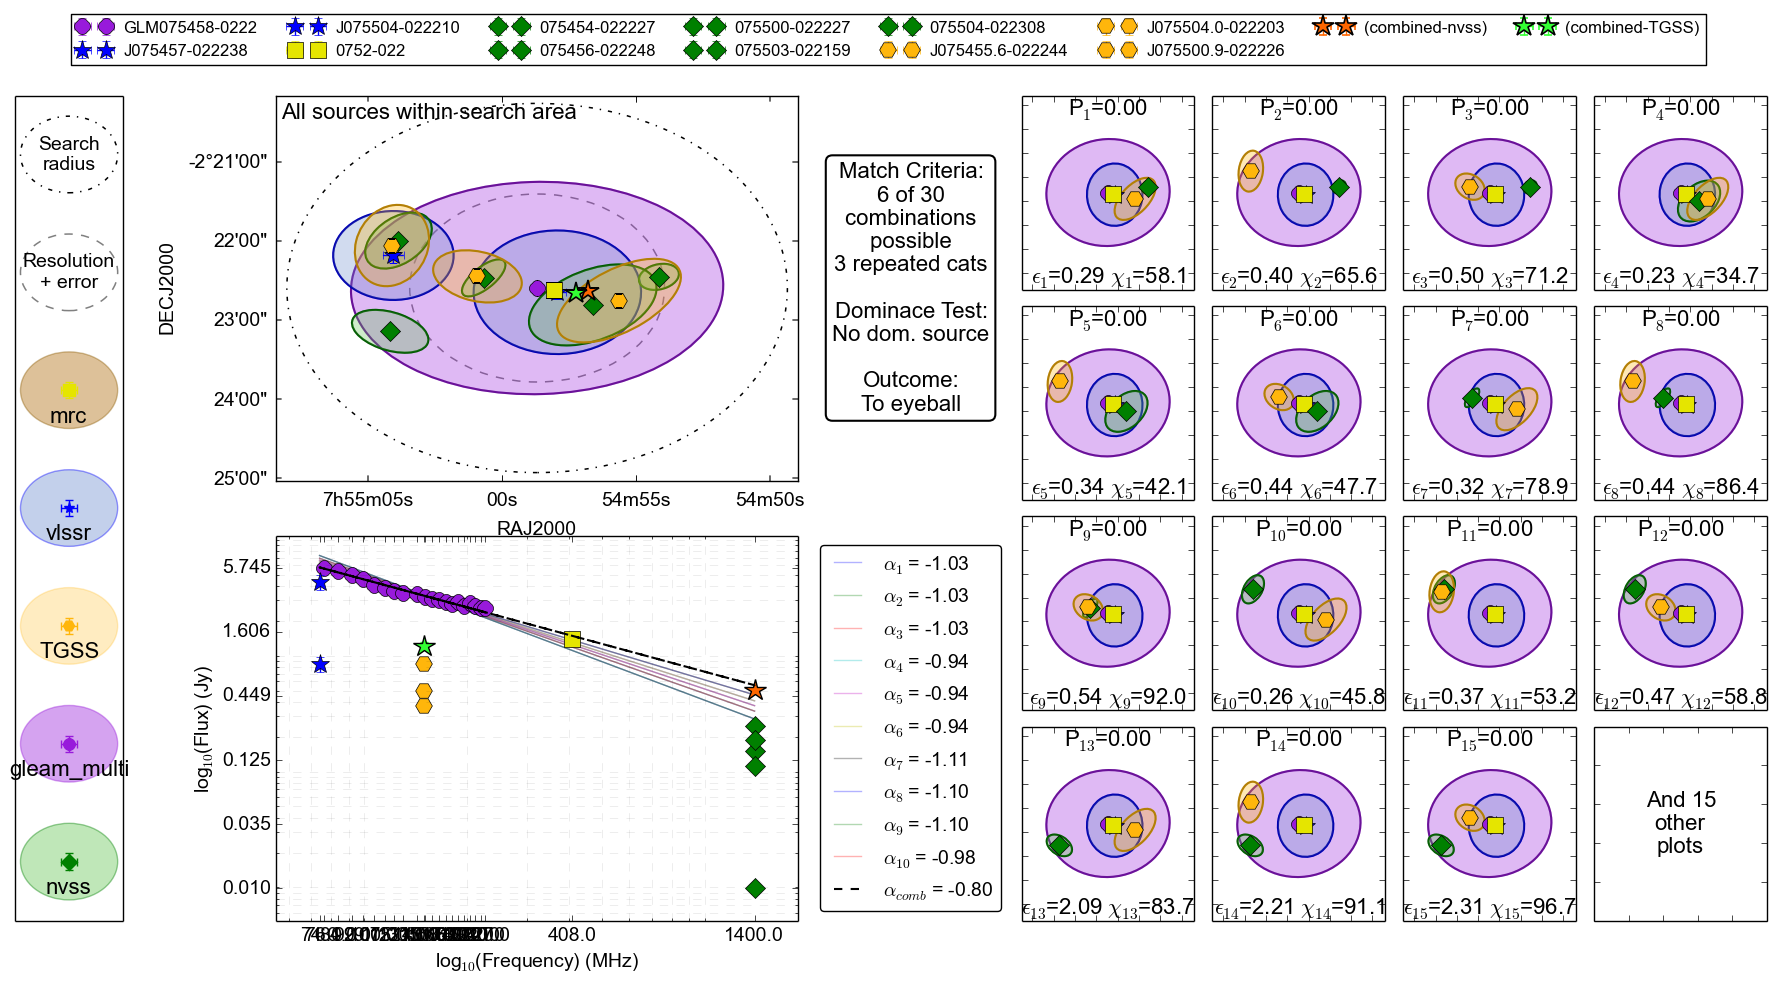 GLM075458-0222
J075504-022210
075454-022227
075500-022227
075504-022308
J075504.0-022203
(combined-nvss)
(combined-TGSS)
J075457-022238
0752-022
075456-022248
075503-022159
J075455.6-022244
J075500.9-022226
Search
radius
Resolution
+ error
mrc
vlssr
TGSS
gleam_multi
nvss
All sources within search area
DECJ2000
-2°21'00"
22'00"
23'00"
24'00"
25'00"
7h55m05s
00s
54m55s
54m50s
RAJ2000
Match Criteria:
6 of 30
combinations
possible
3 repeated cats
Dominace Test:
No dom. source
Outcome:
To eyeball
log10(Flux) (Jy)
5.745
1.606
0.449
0.125
0.035
0.010
408.0
1400.0
log10(Frequency) (MHz)
α1 = -1.03
α2 = -1.03
α3 = -1.03
α4 = -0.94
α5 = -0.94
α6 = -0.94
α7 = -1.11
α8 = -1.10
α9 = -1.10
α10 = -0.98
αcomb = -0.80
P1=0.00
ϵ1=0.29 χ1=58.1
P2=0.00
ϵ2=0.40 χ2=65.6
P3=0.00
ϵ3=0.50 χ3=71.2
P4=0.00
ϵ4=0.23 χ4=34.7
P5=0.00
ϵ5=0.34 χ5=42.1
P6=0.00
ϵ6=0.44 χ6=47.7
P7=0.00
ϵ7=0.32 χ7=78.9
P8=0.00
ϵ8=0.44 χ8=86.4
P9=0.00
ϵ9=0.54 χ9=92.0
P10=0.00
ϵ10=0.26 χ10=45.8
P11=0.00
ϵ11=0.37 χ11=53.2
P12=0.00
ϵ12=0.47 χ12=58.8
P13=0.00
ϵ13=2.09 χ13=83.7
P14=0.00
ϵ14=2.21 χ14=91.1
P15=0.00
ϵ15=2.31 χ15=96.7
And 15
other
plots